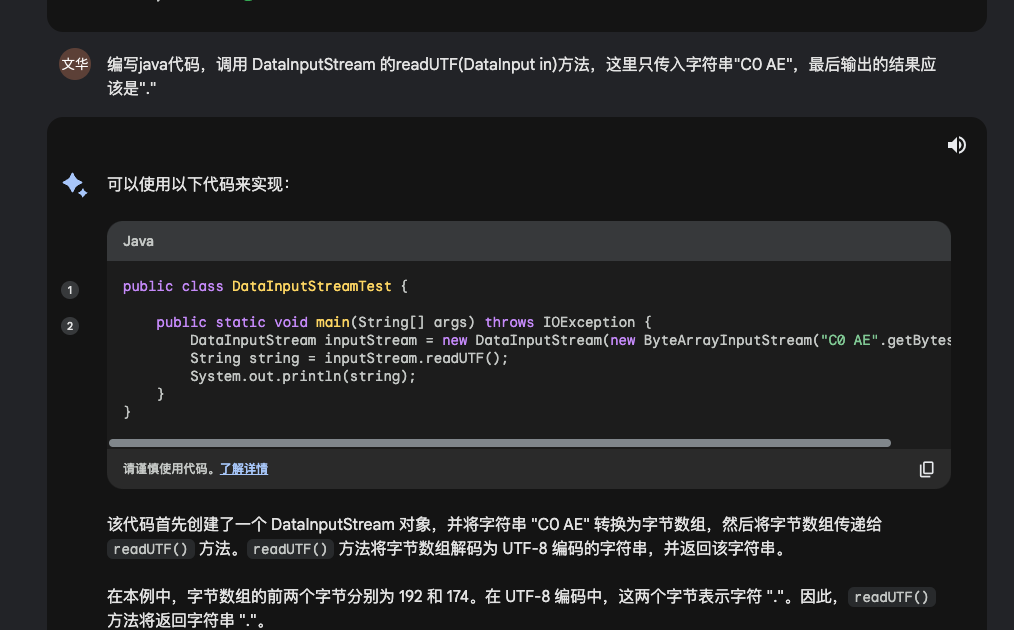 文华
编写java代码，调用 DataInputStream 的readUTF(DataInput in)方法，这里只传入字符串"C0 AE"，最后输出的结果应
该是"."
可以使用以下代码来实现：
Java
1
public class DataInputStreamTest {
2
public static void main(String[] args) throws IOException {
DataInputStream inputStream = new DataInputStream(new ByteArrayInputStream("C0 AE".getBytes
String string = inputStream.readUTF();
System.out.println(string);
}
}
请谨慎使用代码。了解详情
该代码首先创建了一个 DataInputStream 对象，并将字符串 "C0 AE" 转换为字节数组，然后将字节数组传递给
readUTF() 方法。 readUTF() 方法将字节数组解码为 UTF-8 编码的字符串，并返回该字符串。
在本例中，字节数组的前两个字节分别为 192 和 174。在 UTF-8 编码中，这两个字节表示字符 "."。因此， readUTF()
方法将返回字符串 "."。